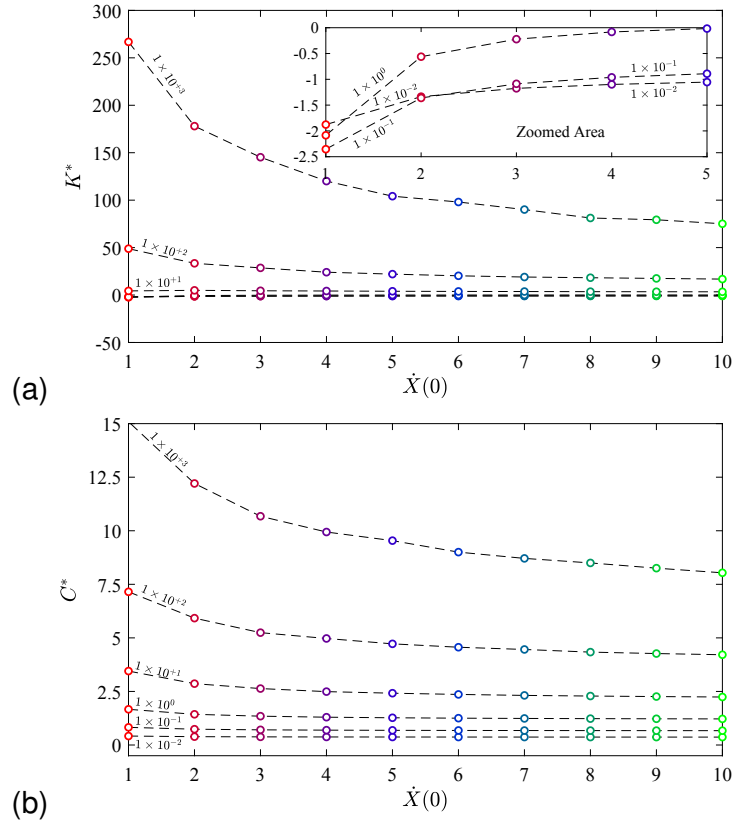 300
250
200
150
100
50
0
-50
K*
1 × 10⁺³
1 × 10⁺²
1 × 10⁺¹
0
-0.5
-1
-1.5
-2
-2.5
1 × 10⁰
1 × 10⁻²
1 × 10⁻¹
1 × 10⁻¹
1 × 10⁻²
Zoomed Area
1 2 3 4 5
1 2 3 4 5 6 7 8 9 10
(a)
Ẋ(0)
15
12.5
10
7.5
5
2.5
0
C*
1 × 10⁺³
1 × 10⁺²
1 × 10⁺¹
1 × 10⁰
1 × 10⁻¹
1 × 10⁻²
1 2 3 4 5 6 7 8 9 10
(b)
Ẋ(0)